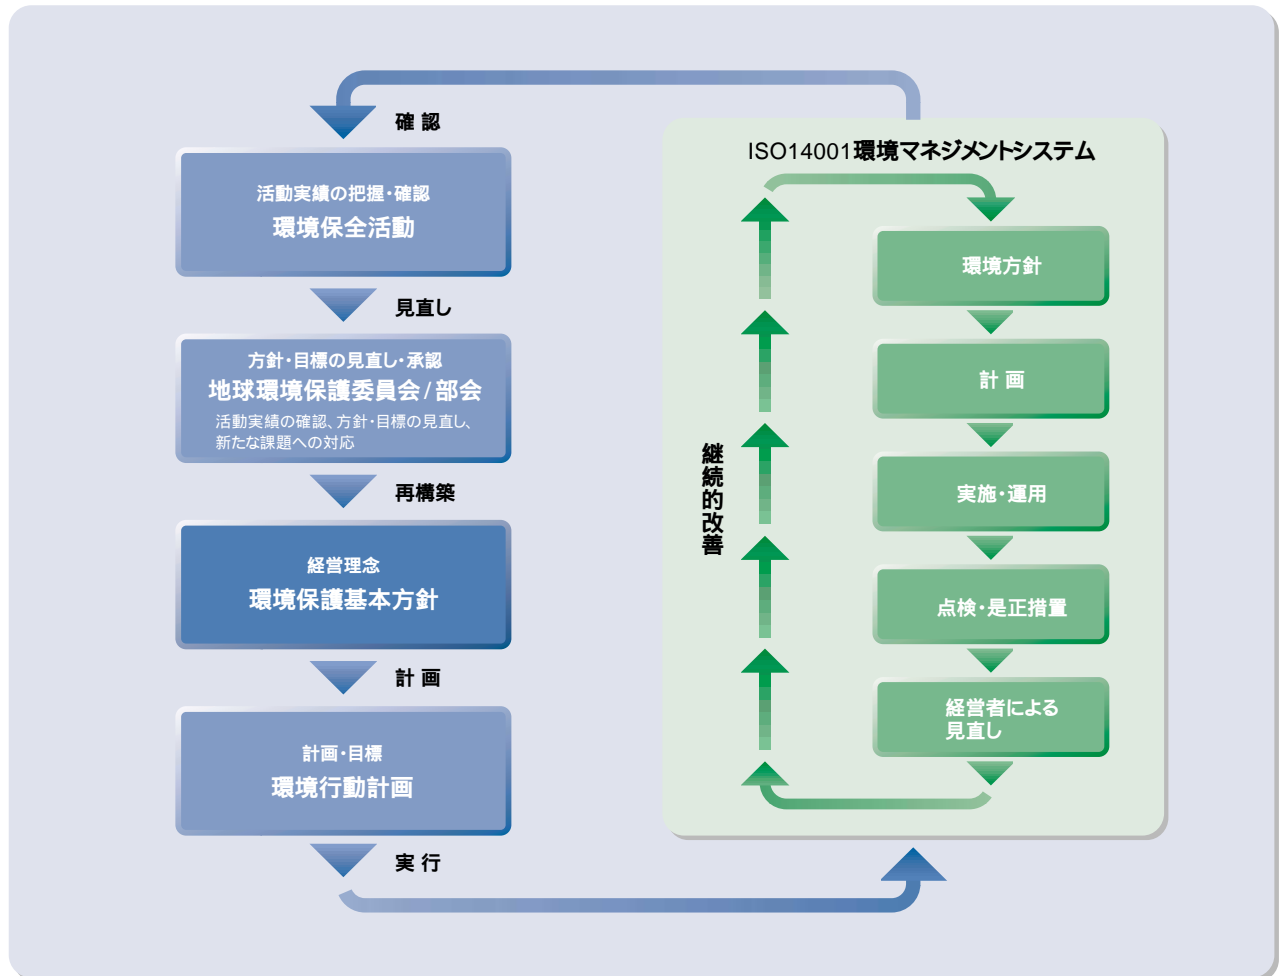 確 認
活動実績の把握・確認
環境保全活動
見直し
方針・目標の見直し・承認
地球環境保護委員会/部会
活動実績の確認、方針・目標の見直し、
新たな課題への対応
再構築
経営理念
環境保護基本方針
計 画
計画・目標
環境行動計画
実 行
ISO14001環境マネジメントシステム
継続的改善
環境方針
計 画
実施・運用
点検・是正措置
経営者による
見直し